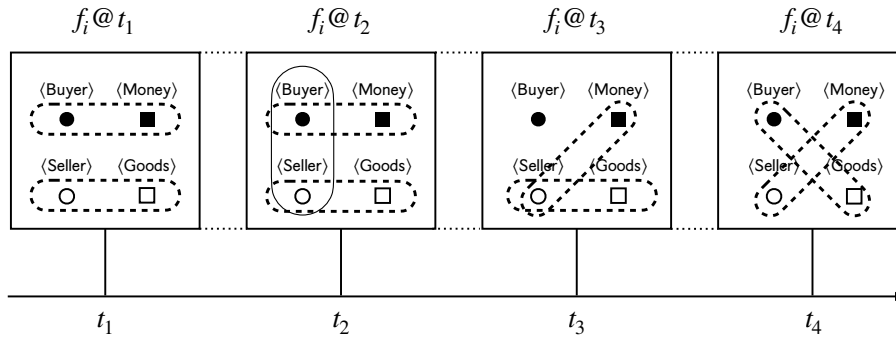 f_i@t_1 f_i@t_2 f_i@t_3 f_i@t_4
⟨Buyer⟩ ⟨Money⟩ ⟨Buyer⟩ ⟨Money⟩ ⟨Buyer⟩ ⟨Money⟩ ⟨Buyer⟩ ⟨Money⟩
⟨Seller⟩ ⟨Goods⟩ ⟨Seller⟩ ⟨Goods⟩ ⟨Seller⟩ ⟨Goods⟩ ⟨Seller⟩ ⟨Goods⟩
t_1 t_2 t_3 t_4